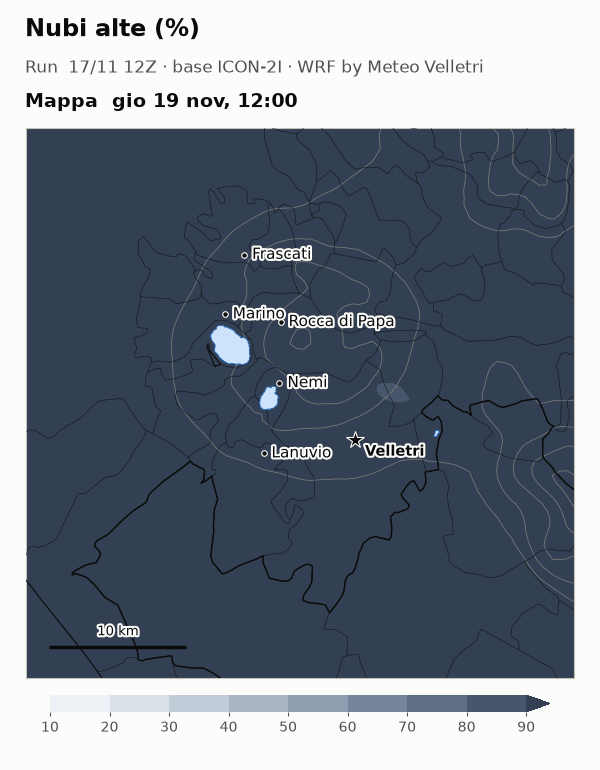 Nubi alte (%)
Run 17/11 12Z · base ICON-2I · WRF by Meteo Velletri
Mappa gio 19 nov, 12:00
Frascati
Marino
Rocca di Papa
Nemi
Velletri
Lanuvio
10 km
10 20 30 40 50 60 70 80 90